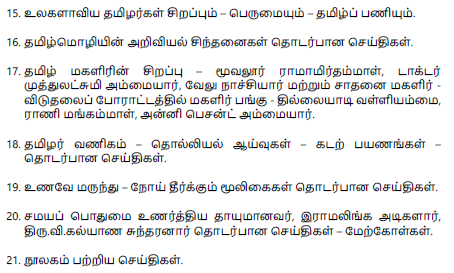 15. உலகளாவிய தமிழர்கள் சிறப்பும் – பெருமையும் – தமிழ்ப் பணியும்.
16. தமிழ்மொழியின் அறிவியல் சிந்தனைகள் தொடர்பான செய்திகள்.
17. தமிழ் மகளிரின் சிறப்பு – மூவலூர் ராமாமிர்தம்மாள், டாக்டர்
முத்துலட்சுமி அம்மையார், வேலு நாச்சியார் மற்றும் சாதனை மகளிர் -
விடுதலைப் போராட்டத்தில் மகளிர் பங்கு - தில்லையாடி வள்ளியம்மை,
ராணி மங்கம்மாள், அன்னி பெசன்ட் அம்மையார்.
18. தமிழர் வணிகம் – தொல்லியல் ஆய்வுகள் – கடற் பயணங்கள் –
தொடர்பான செய்திகள்.
19. உணவே மருந்து – நோய் தீர்க்கும் மூலிகைகள் தொடர்பான செய்திகள்.
20. சமயப் பொதுமை உணர்த்திய தாயுமானவர், இராமலிங்க அடிகளார்,
திரு.வி.கல்யாண சுந்தரனார் தொடர்பான செய்திகள் – மேற்கோள்கள்.
21. நூலகம் பற்றிய செய்திகள்.